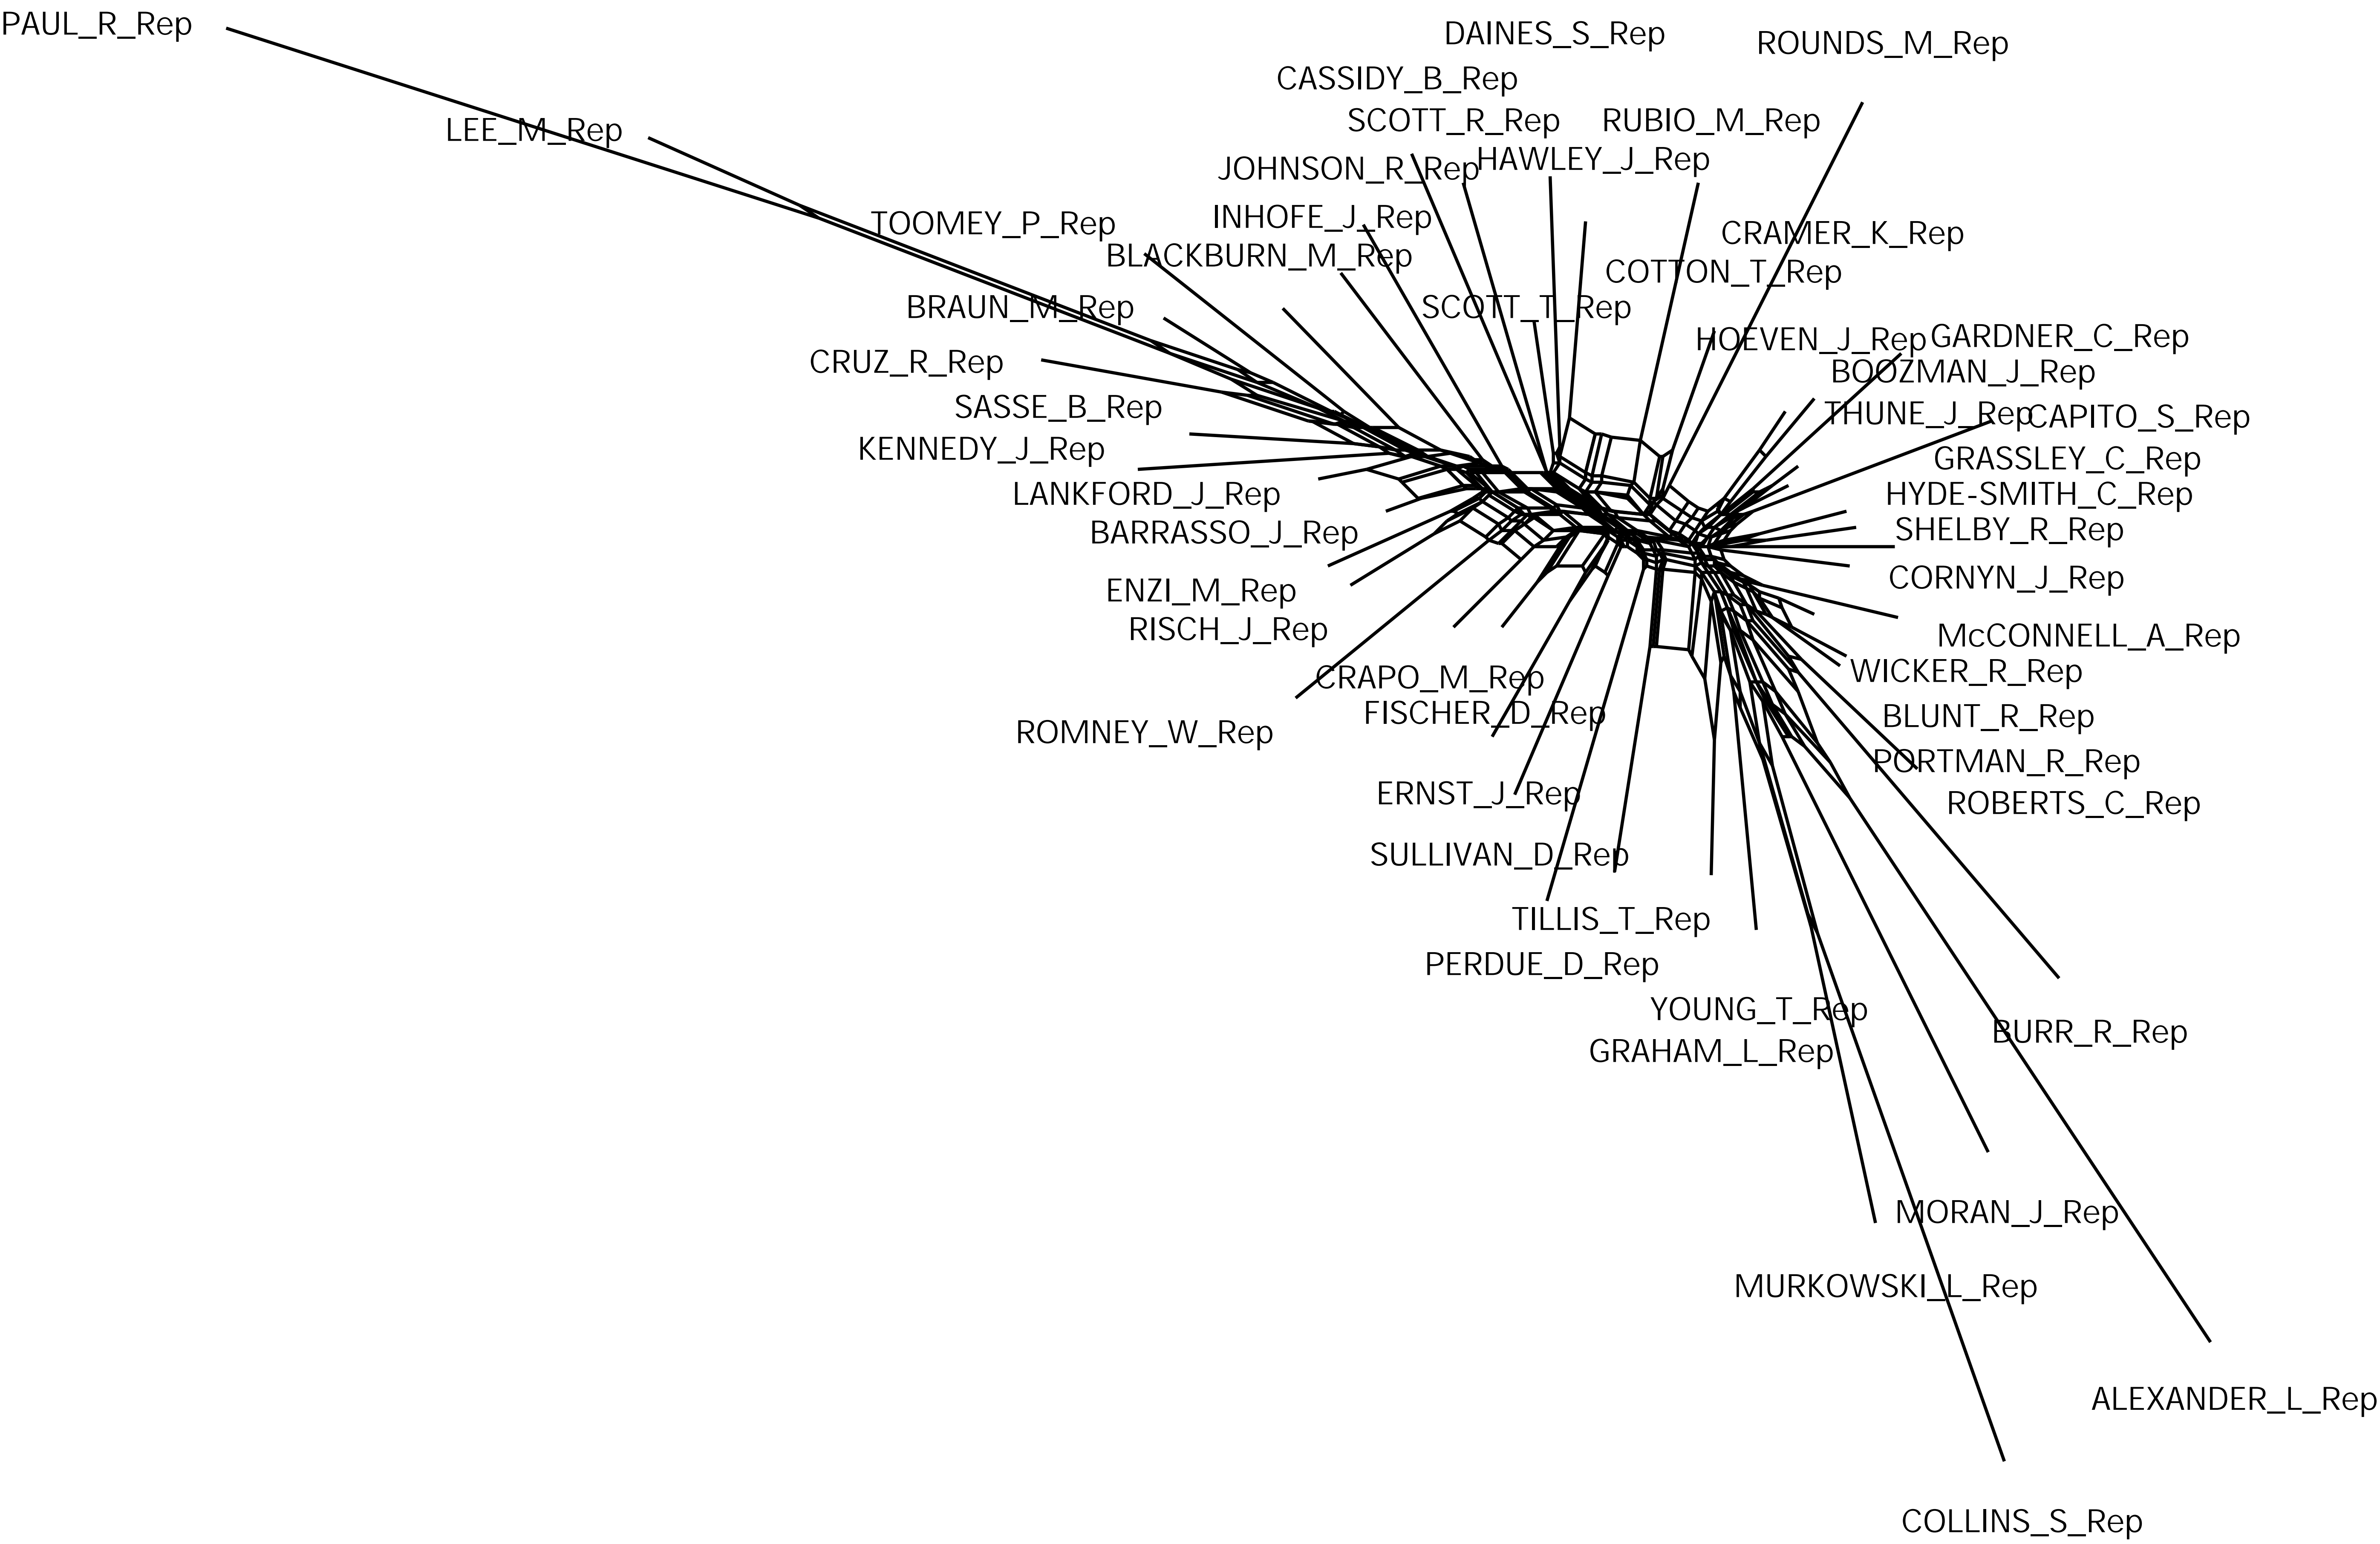 PAUL_R_Rep
DAINES_S_Rep
ROUNDS_M_Rep
CASSIDY_B_Rep
SCOTT_R_Rep
RUBIO_M_Rep
LEE_M_Rep
HAWLEY_J_Rep
JOHNSON_R_Rep
INHOFE_J_Rep
TOOMEY_P_Rep
CRAMER_K_Rep
BLACKBURN_M_Rep
COTTON_T_Rep
BRAUN_M_Rep
SCOTT_T_Rep
HOEVEN_J_Rep
GARDNER_C_Rep
CRUZ_R_Rep
BOOZMAN_J_Rep
SASSE_B_Rep
THUNE_J_Rep
CAPITO_S_Rep
KENNEDY_J_Rep
GRASSLEY_C_Rep
LANKFORD_J_Rep
HYDE-SMITH_C_Rep
BARRASSO_J_Rep
SHELBY_R_Rep
CORNYN_J_Rep
ENZI_M_Rep
RISCH_J_Rep
McCONNELL_A_Rep
WICKER_R_Rep
CRAPO_M_Rep
FISCHER_D_Rep
BLUNT_R_Rep
ROMNEY_W_Rep
PORTMAN_R_Rep
ERNST_J_Rep
ROBERTS_C_Rep
SULLIVAN_D_Rep
TILLIS_T_Rep
PERDUE_D_Rep
YOUNG_T_Rep
BURR_R_Rep
GRAHAM_L_Rep
MORAN_J_Rep
MURKOWSKI_L_Rep
ALEXANDER_L_Rep
COLLINS_S_Rep